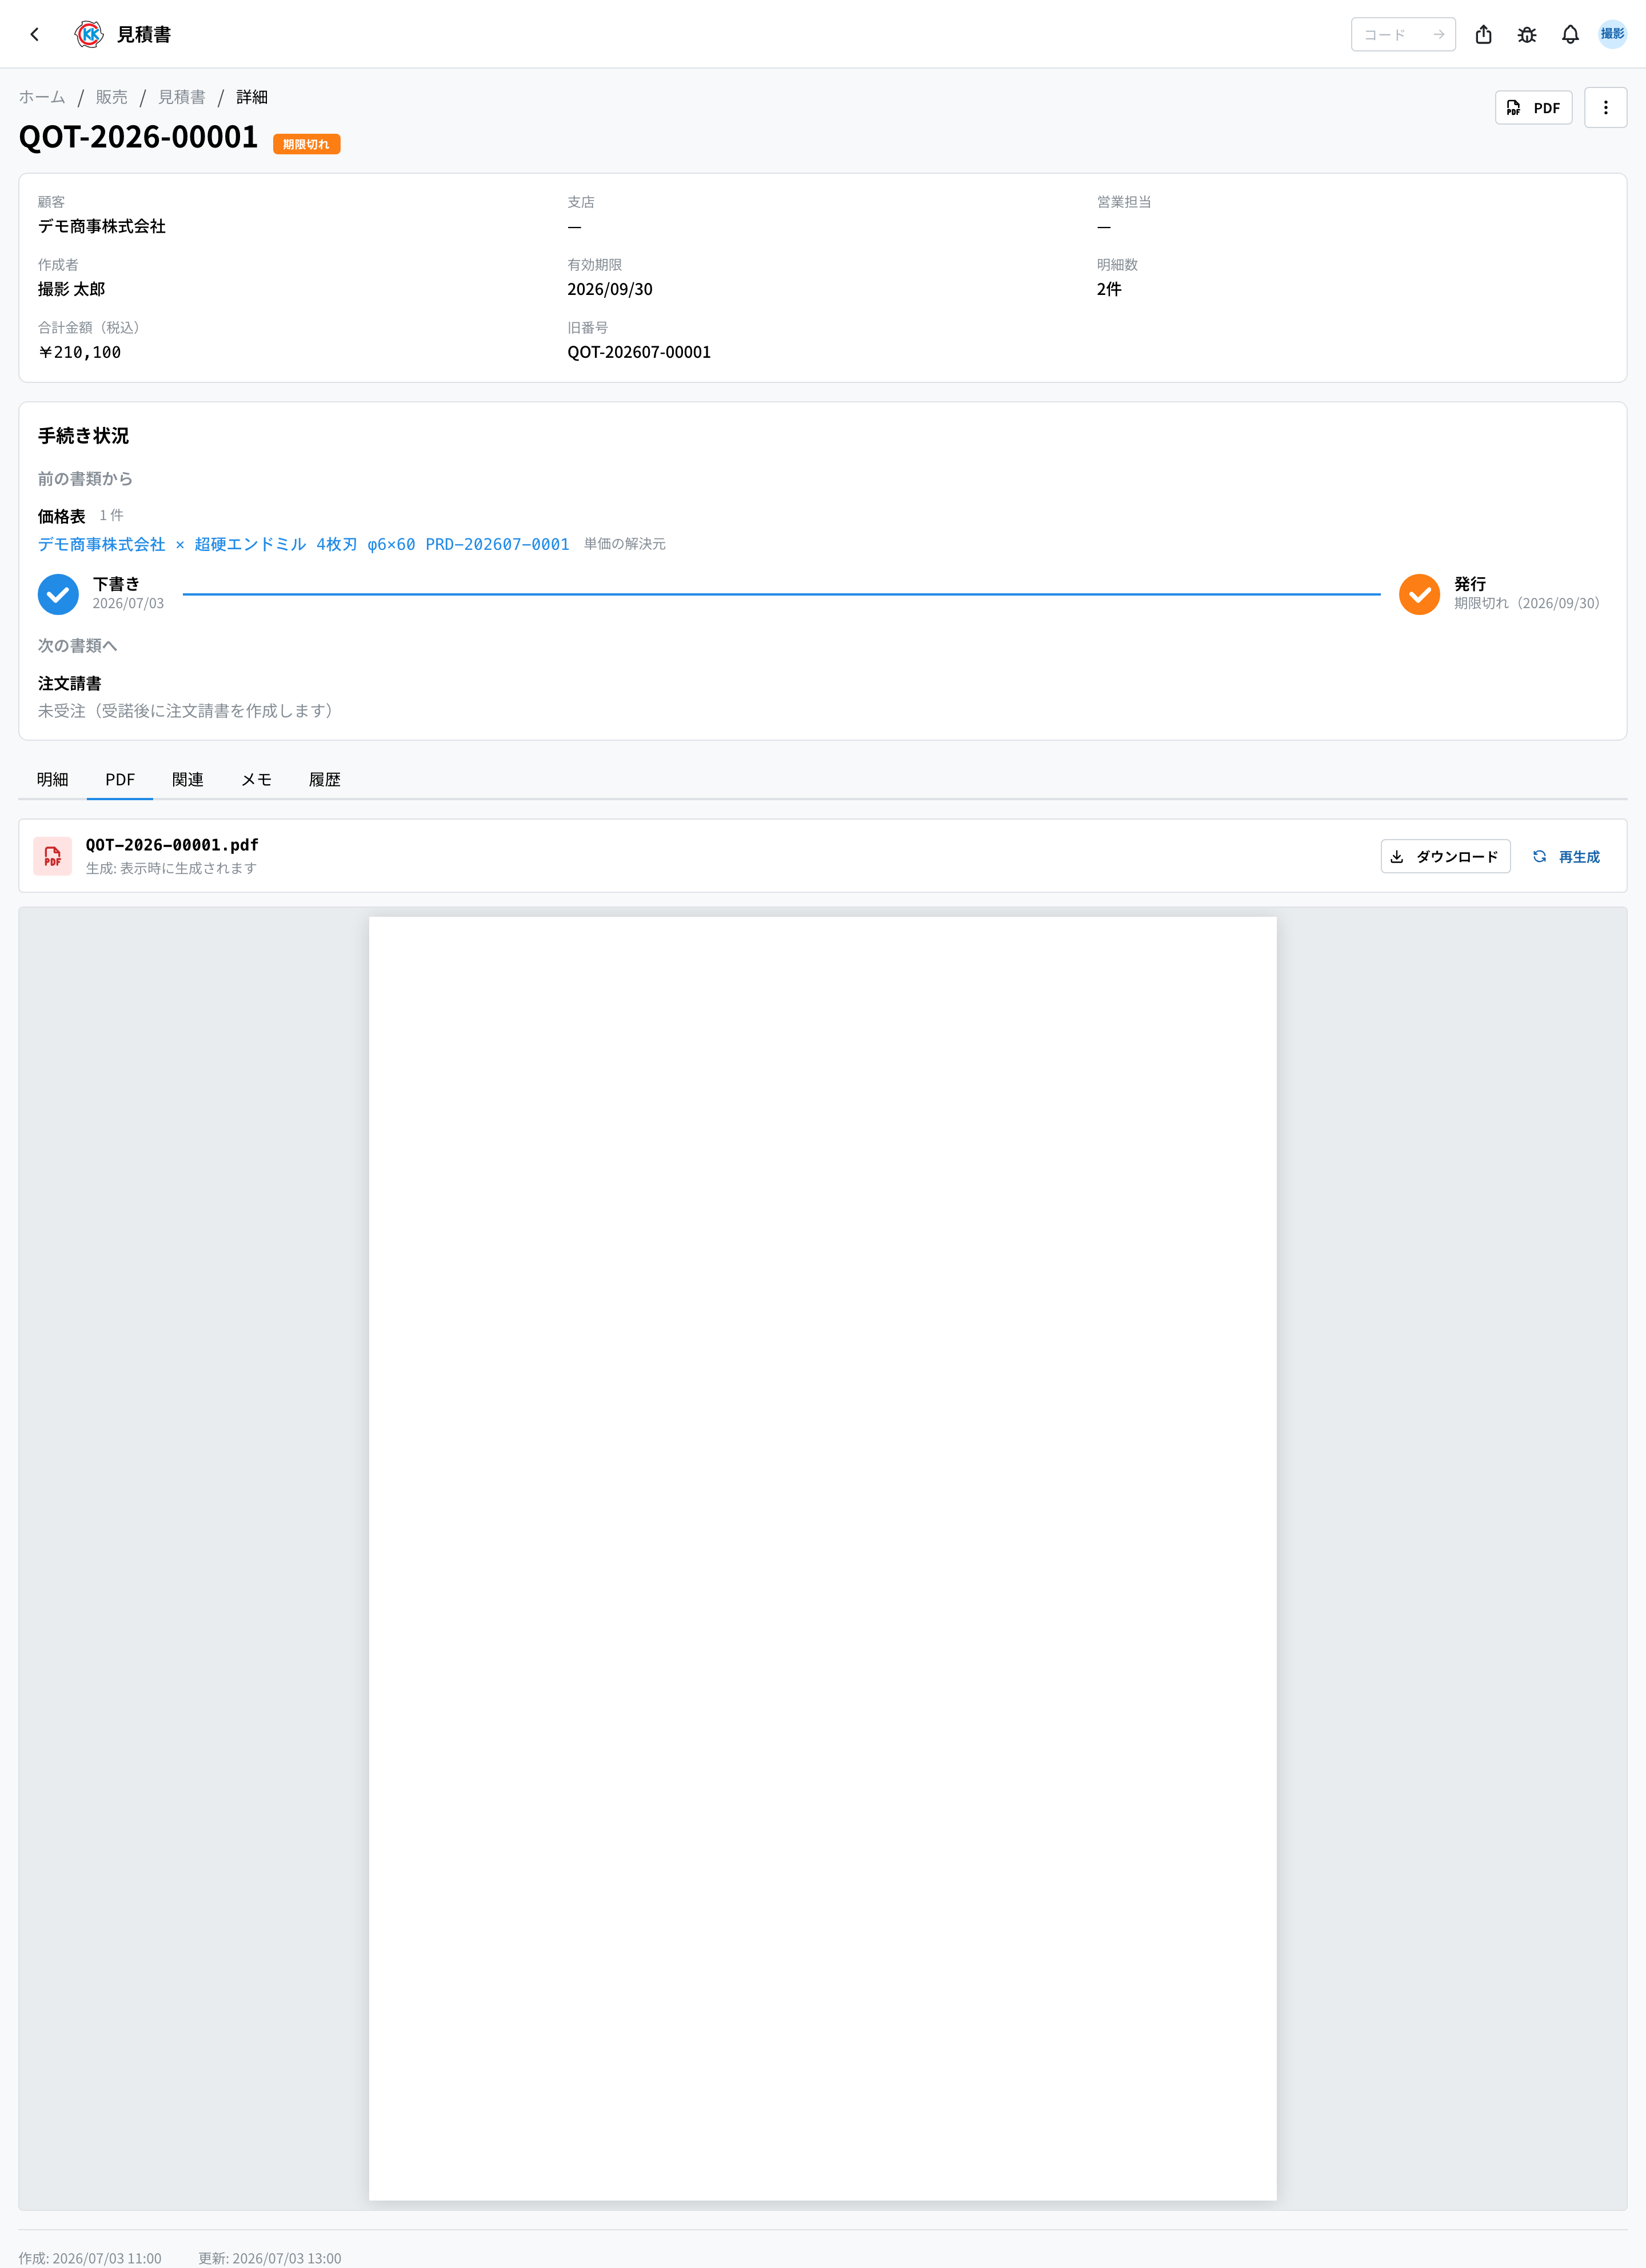 KK 見積書
コード
撮影
ホーム / 販売 / 見積書 / 詳細
PDF PDF
QOT-2026-00001 期限切れ
顧客 支店 営業担当
デモ商事株式会社 — —
作成者 有効期限 明細数
撮影 太郎 2026/09/30 2件
合計金額（税込） 旧番号
¥210,100 QOT-202607-00001
手続き状況
前の書類から
価格表 1 件
デモ商事株式会社 × 超硬エンドミル 4枚刃 φ6×60 PRD-202607-0001 単価の解決元
下書き 発行
2026/07/03 期限切れ（2026/09/30）
次の書類へ
注文請書
未受注（受諾後に注文請書を作成します）
明細 PDF 関連 メモ 履歴
PDF QOT-2026-00001.pdf
生成: 表示時に生成されます
ダウンロード 再生成
作成: 2026/07/03 11:00 更新: 2026/07/03 13:00